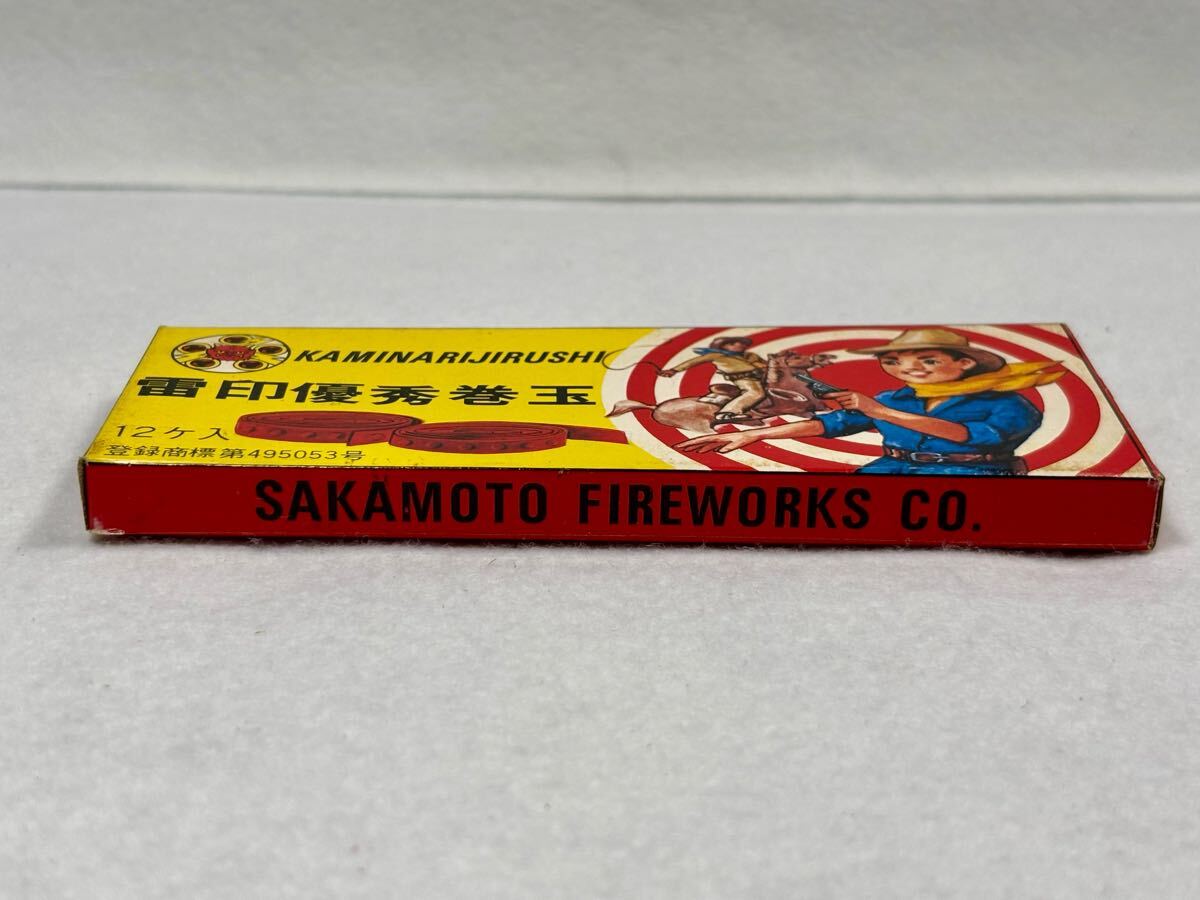 KAMINARIJIRUSHI
雷印優秀巻玉
12ケ入
登録商標第495053号
SAKAMOTO FIREWORKS CO.